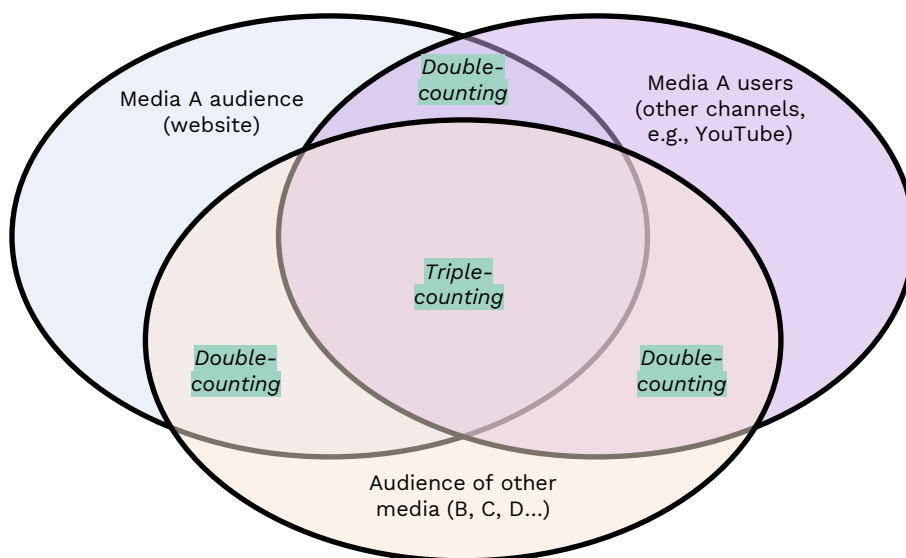 Double-
counting
Media A audience
(website)
Media A users
(other channels,
e.g., YouTube)
Triple-
counting
Double-
counting
Double-
counting
Audience of other
media (B, C, D...)